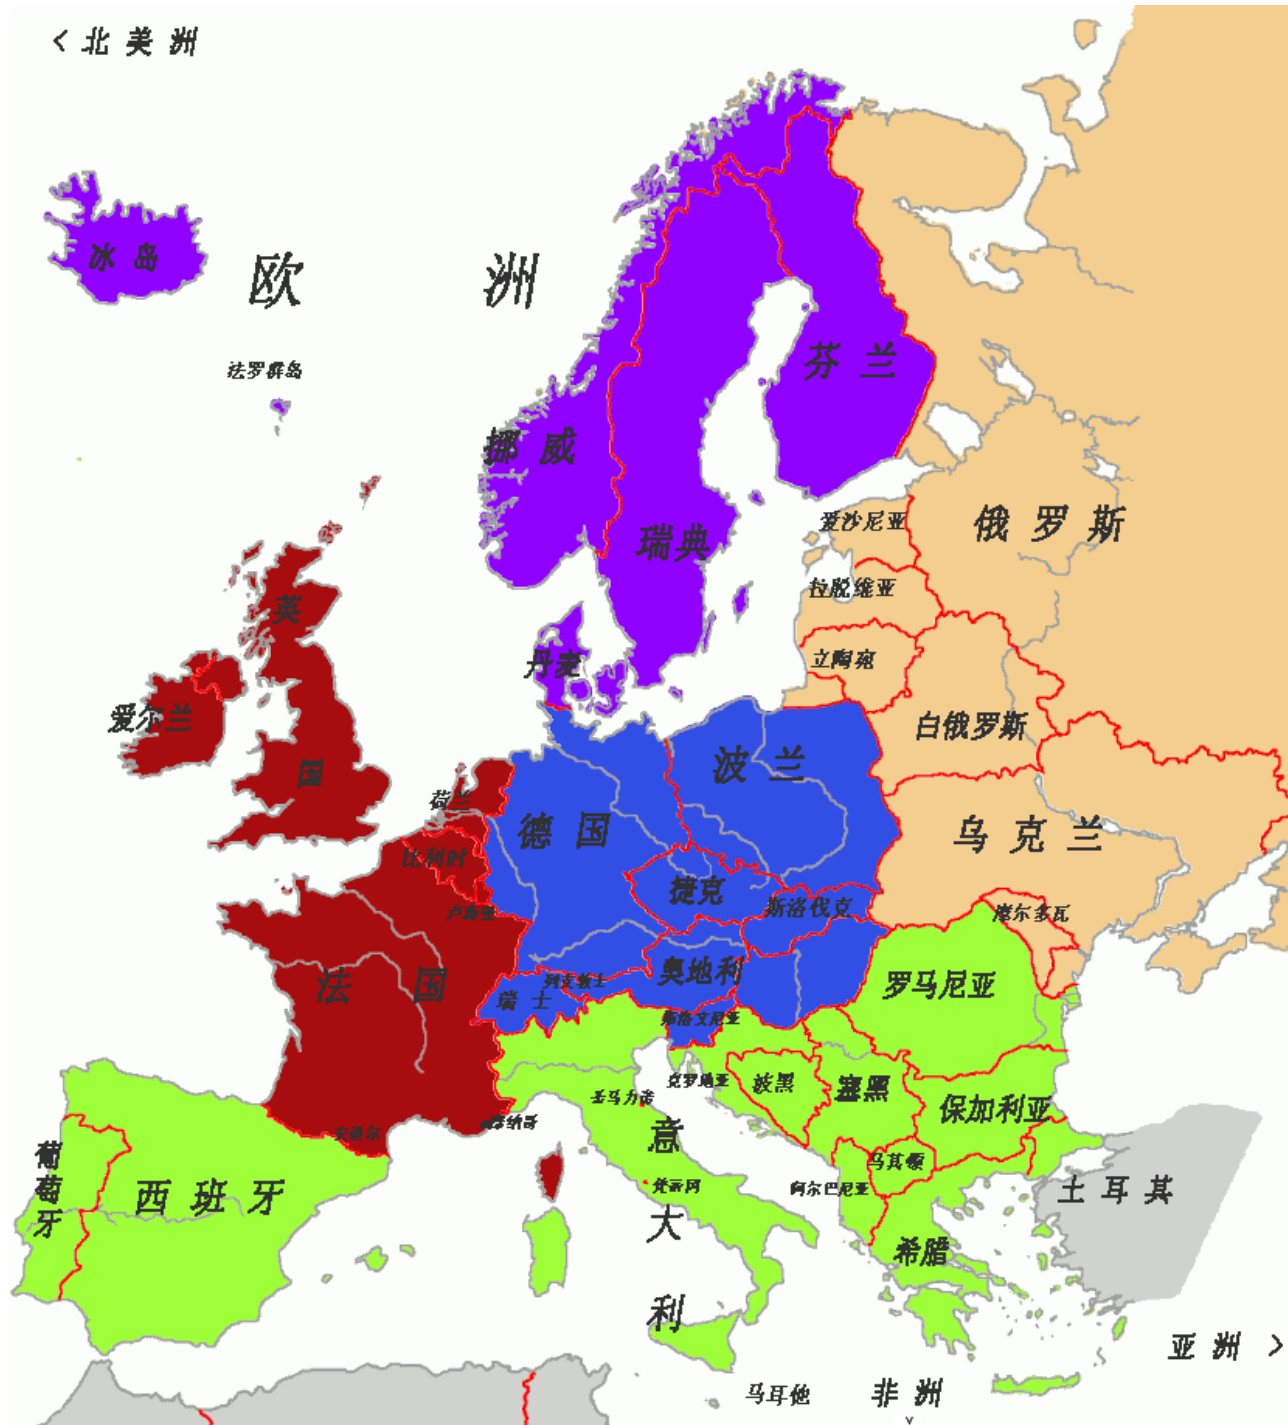 < 北 美 洲
冰 岛
欧 洲
法罗群岛
芬 兰
挪 威
瑞典
爱沙尼亚
俄 罗 斯
拉脱维亚
英
国
丹麦
立陶宛
爱尔兰
白俄罗斯
波 兰
荷兰
德 国
乌 克 兰
比利时
捷克
斯洛伐克
卢森堡
摩尔多瓦
法 国
奥地利
列支敦士
瑞 士
罗马尼亚
斯洛文尼亚
克罗地亚
波黑
塞黑
圣马力诺
保加利亚
摩纳哥
安道尔
意
大
利
葡
萄
牙
西 班 牙
马其顿
梵蒂冈
阿尔巴尼亚
土 耳 其
希腊
亚 洲 >
马耳他
非 洲
v